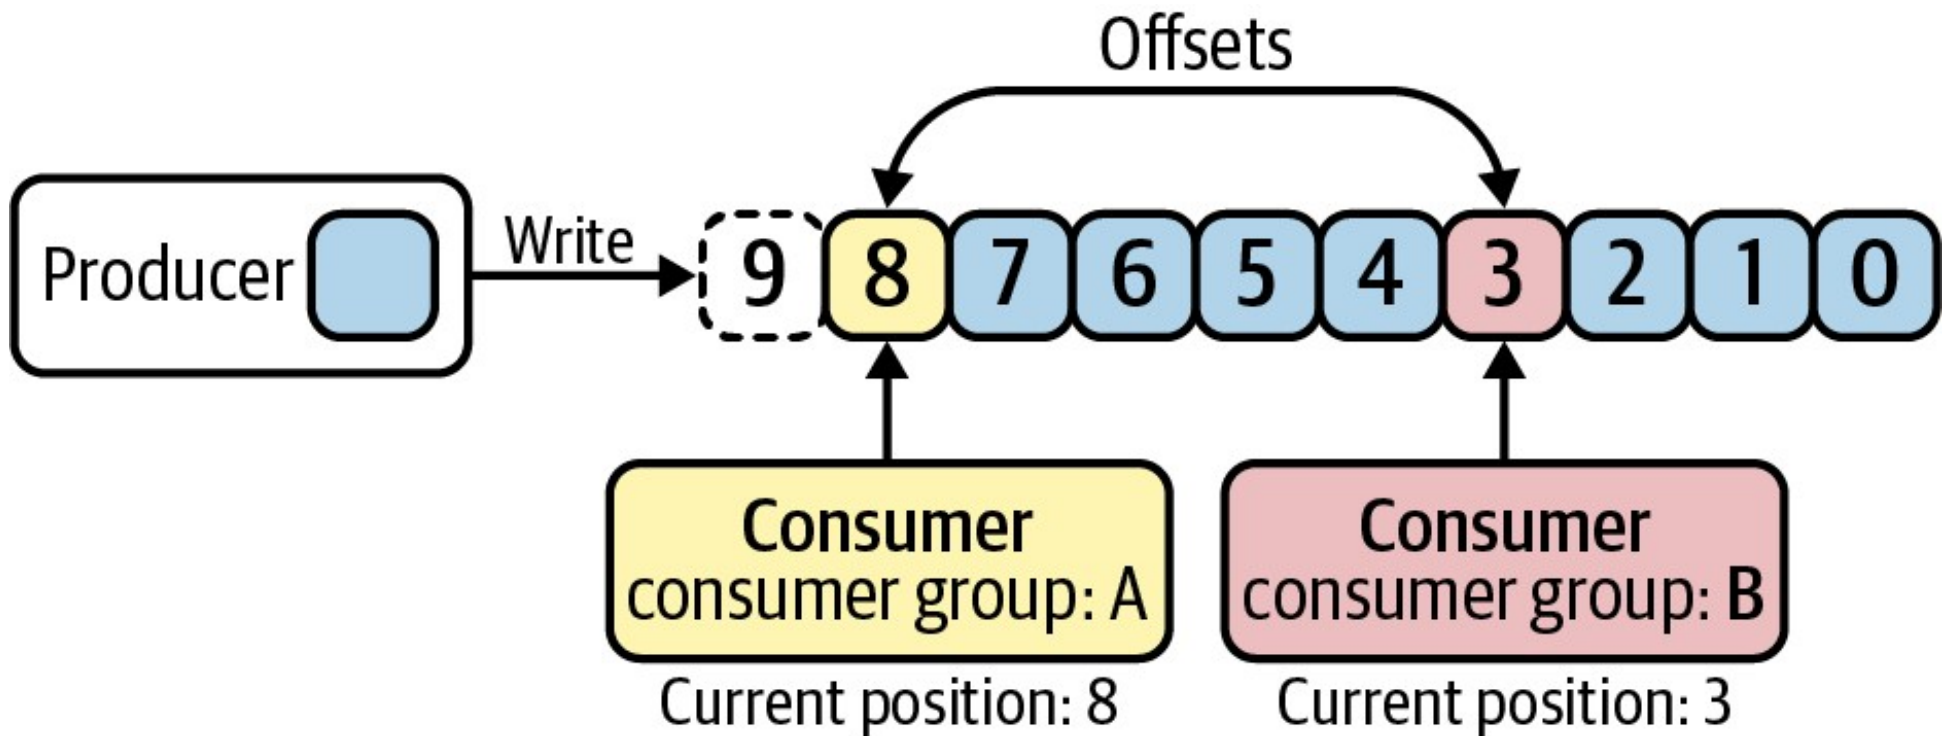 Offsets
Producer
Write
9 8 7 6 5 4 3 2 1 0
Consumer
consumer group: A
Current position: 8
Consumer
consumer group: B
Current position: 3